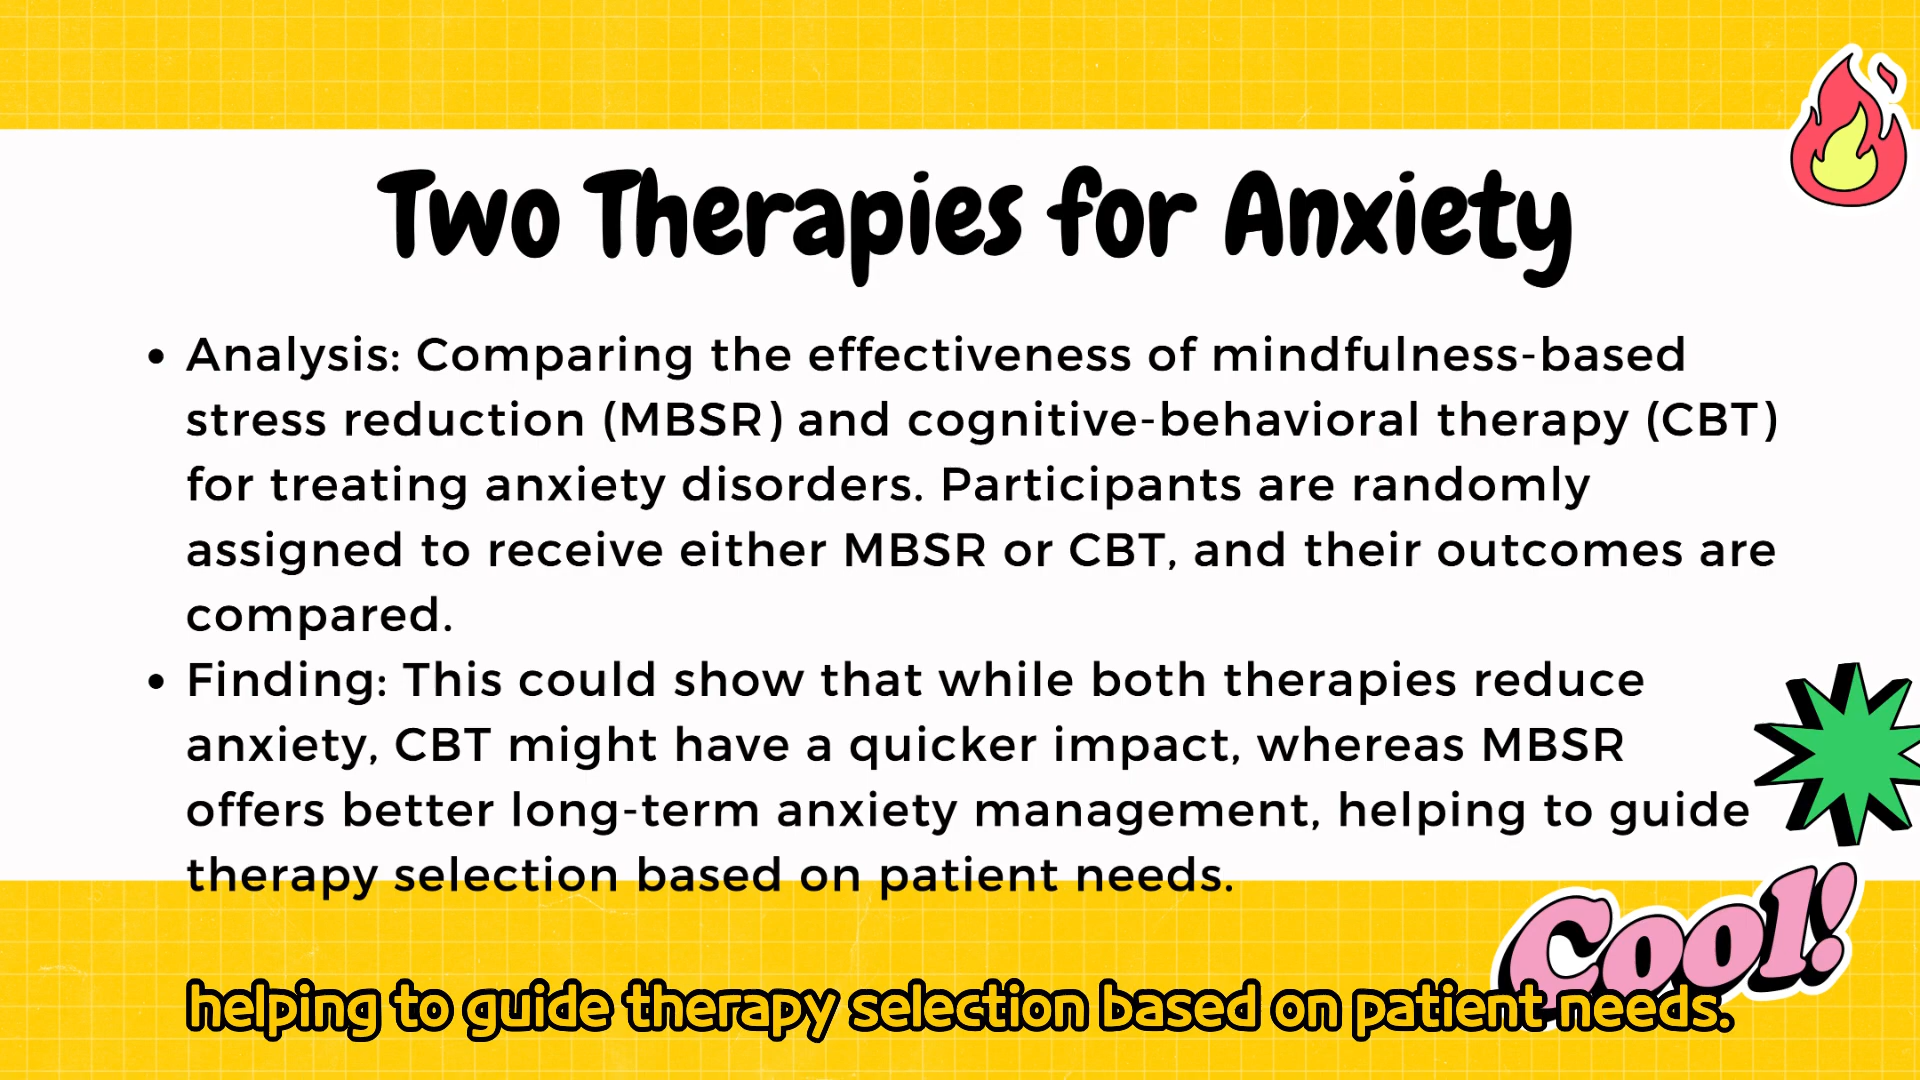 Two Therapies for Anxiety
• Analysis: Comparing the effectiveness of mindfulness-based
stress reduction (MBSR) and cognitive-behavioral therapy (CBT)
for treating anxiety disorders. Participants are randomly
assigned to receive either MBSR or CBT, and their outcomes are
compared.
• Finding: This could show that while both therapies reduce
anxiety, CBT might have a quicker impact, whereas MBSR
offers better long-term anxiety management, helping to guide
therapy selection based on patient needs.
Cool!
helping to guide therapy selection based on patient needs.